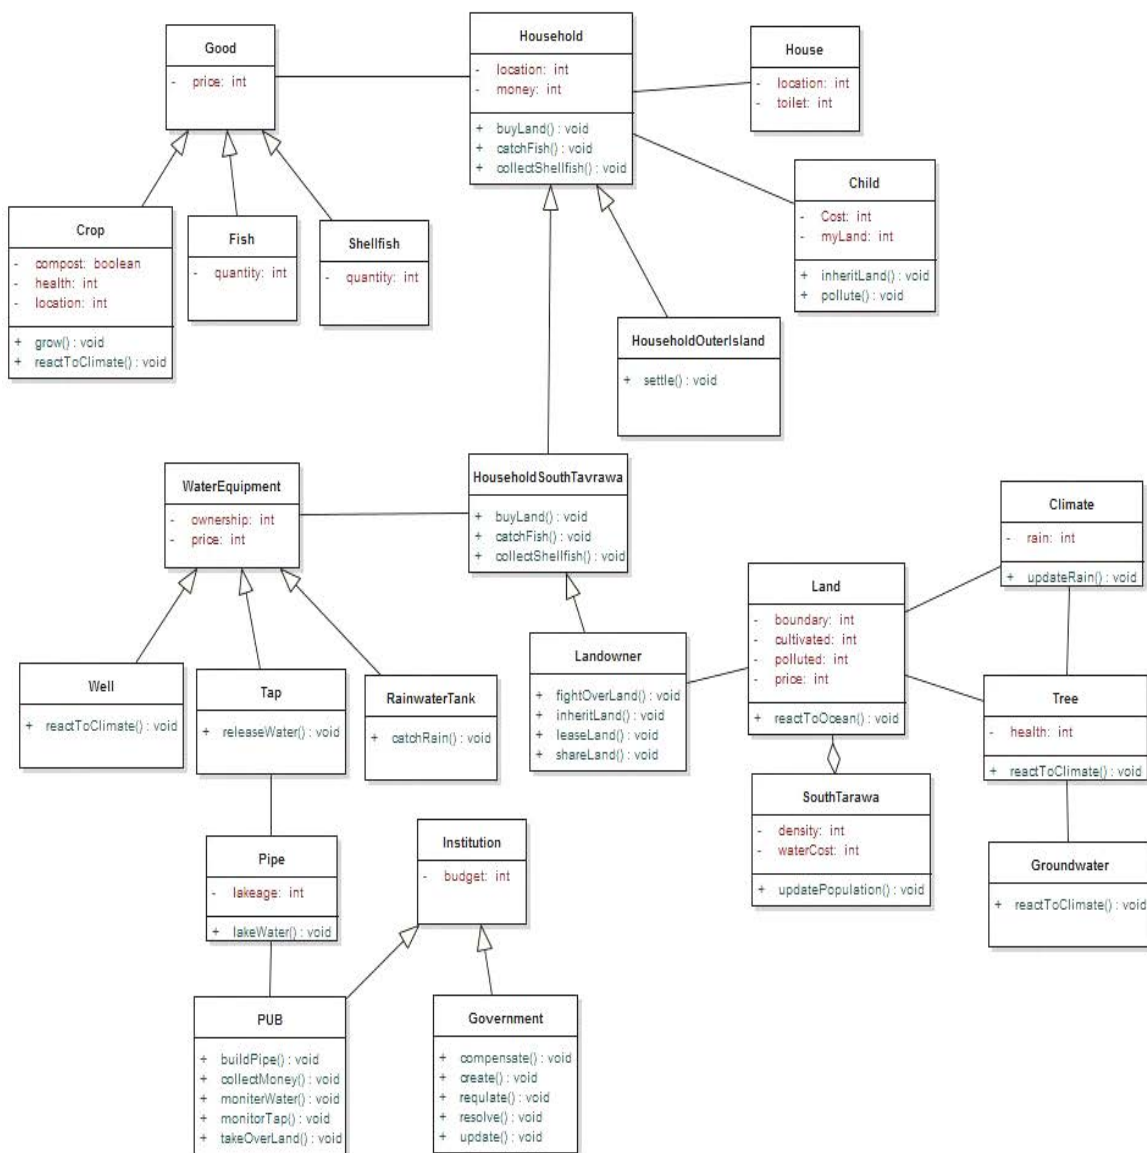 Good
- price: int
Household
- location: int
- money: int
+ buyLand() : void
+ catchFish() : void
+ collectShellfish() : void
House
- location: int
- toilet: int
Child
- Cost: int
- myLand: int
+ inheritLand() : void
+ pollute() : void
Crop
- compost: boolean
- health: int
- location: int
+ grow() : void
+ reactToClimate() : void
Fish
- quantity: int
Shellfish
- quantity: int
HouseholdOuterIsland
+ settle() : void
WaterEquipment
- ownership: int
- price: int
HouseholdSouthTavrawa
+ buyLand() : void
+ catchFish() : void
+ collectShellfish() : void
Climate
- rain: int
+ updateRain() : void
Land
- boundary: int
- cultivated: int
- polluted: int
- price: int
+ reactToOcean() : void
Landowner
+ fightOverLand() : void
+ inheritLand() : void
+ leaseLand() : void
+ shareLand() : void
Well
+ reactToClimate() : void
Tap
+ releaseWater() : void
RainwaterTank
+ catchRain() : void
Tree
- health: int
+ reactToClimate() : void
SouthTarawa
- density: int
- waterCost: int
+ updatePopulation() : void
Pipe
- lakeage: int
+ lakeWater() : void
Institution
- budget: int
Groundwater
+ reactToClimate() : void
PUB
+ buildPipe() : void
+ collectMoney() : void
+ moniterWater() : void
+ monitorTap() : void
+ takeOverLand() : void
Government
+ compensate() : void
+ create() : void
+ requlate() : void
+ resolve() : void
+ update() : void